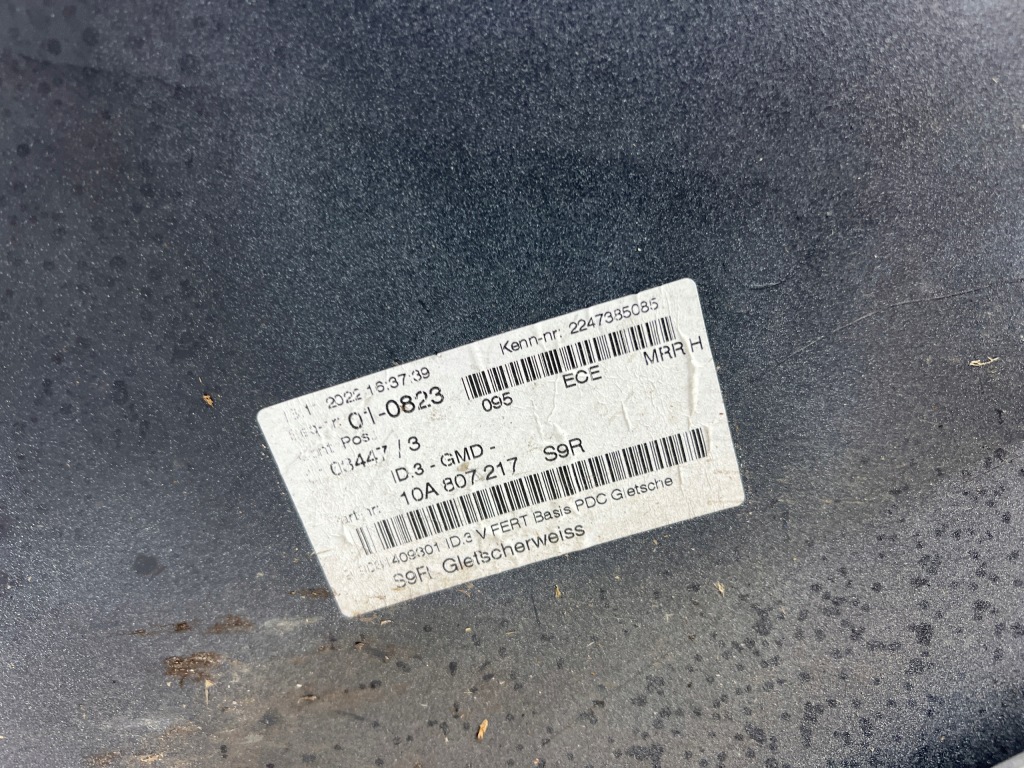 2022 16:37:39
Kenn-nr: 2247385085
01-0823
095 ECE MRR H
Pos.
03447 / 3
ID.3 - GMD -
10A 807 217 S9R
ID.3 V FERT Basis PDC Gletsche
S9R Gletscherweiss